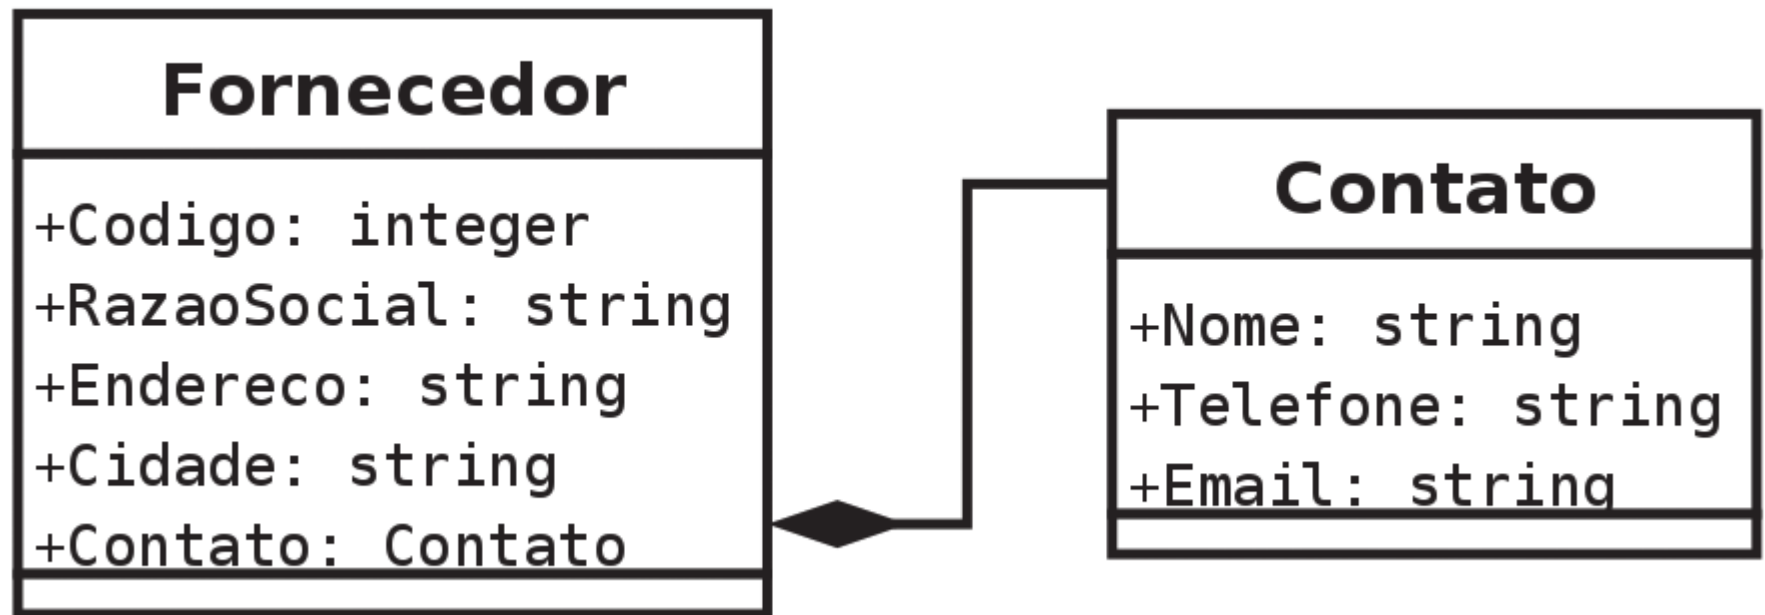 Fornecedor
+Codigo: integer
+RazaoSocial: string
+Endereco: string
+Cidade: string
+Contato: Contato
Contato
+Nome: string
+Telefone: string
+Email: string